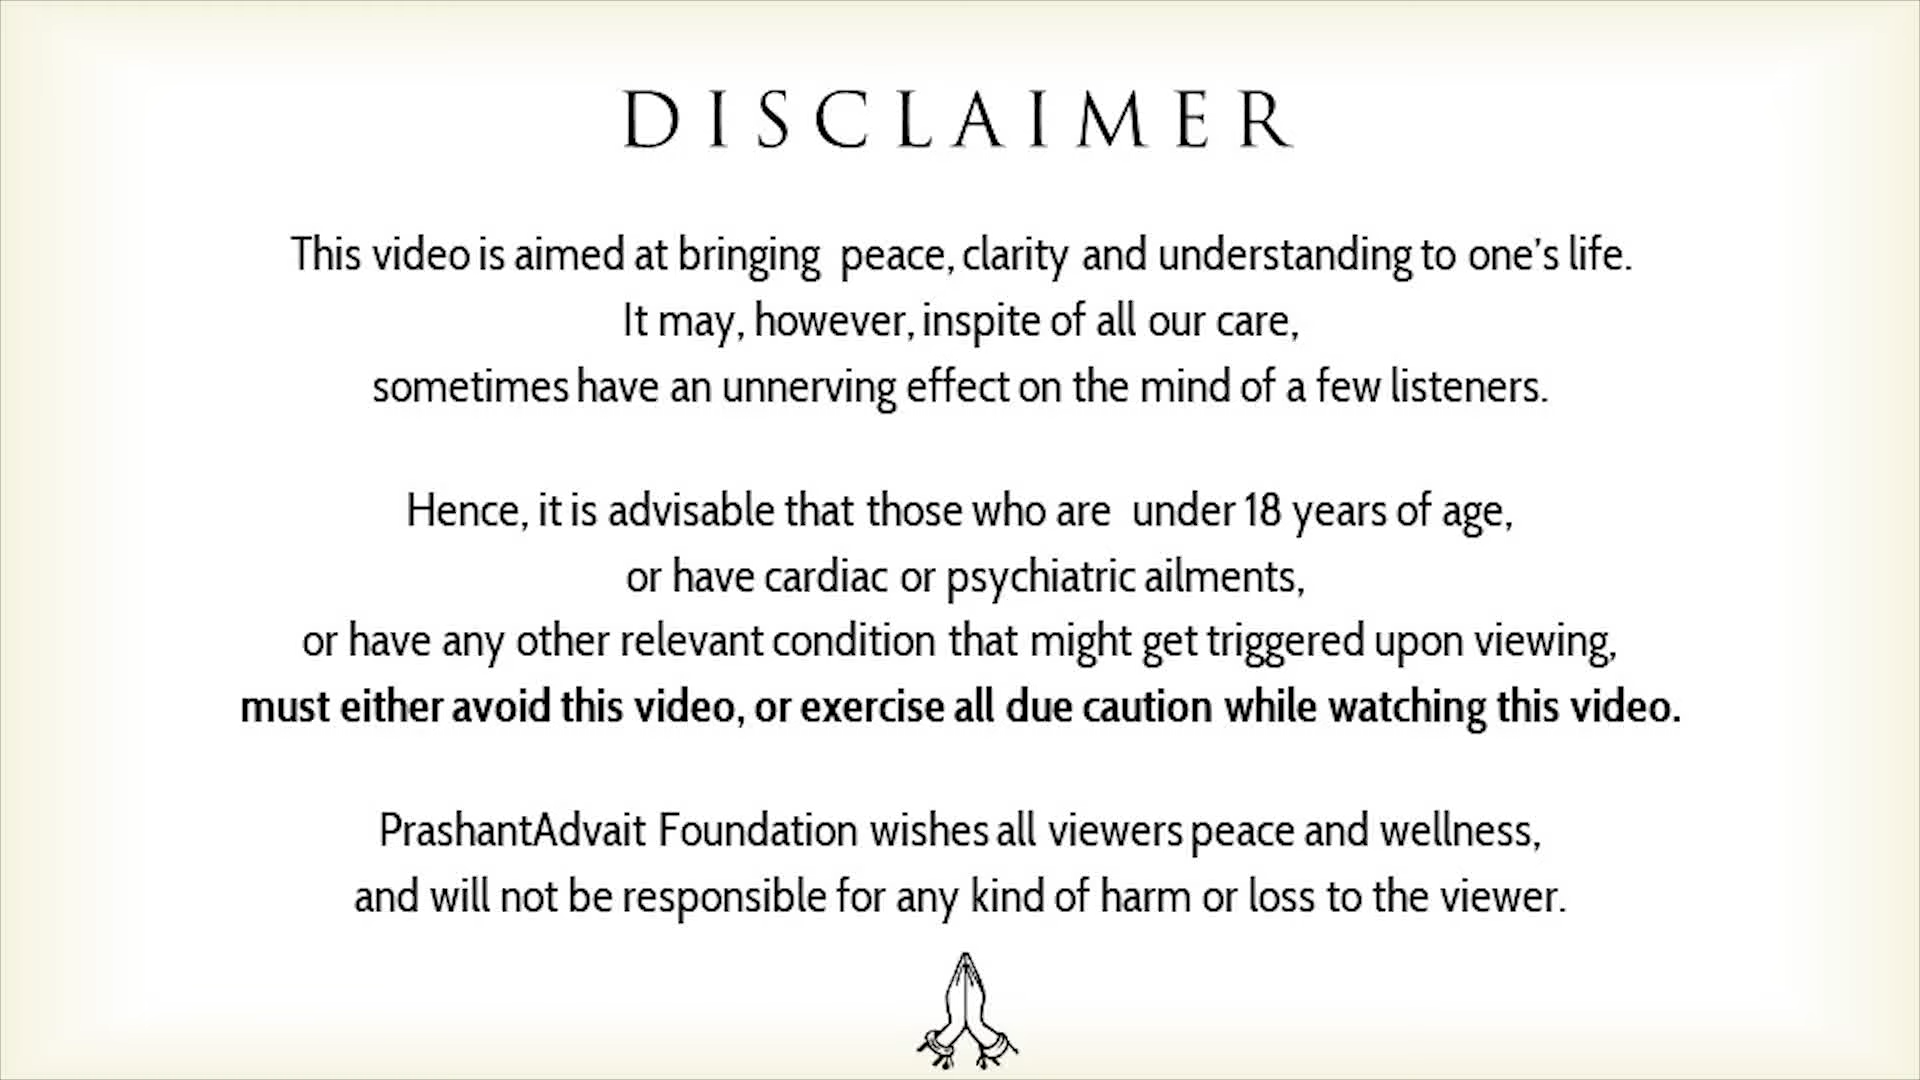 DISCLAIMER
This video is aimed at bringing peace, clarity and understanding to one's life.
It may, however, inspite of all our care,
sometimes have an unnerving effect on the mind of a few listeners.
Hence, it is advisable that those who are under 18 years of age,
or have cardiac or psychiatric ailments,
or have any other relevant condition that might get triggered upon viewing,
must either avoid this video, or exercise all due caution while watching this video.
PrashantAdvait Foundation wishes all viewers peace and wellness,
and will not be responsible for any kind of harm or loss to the viewer.